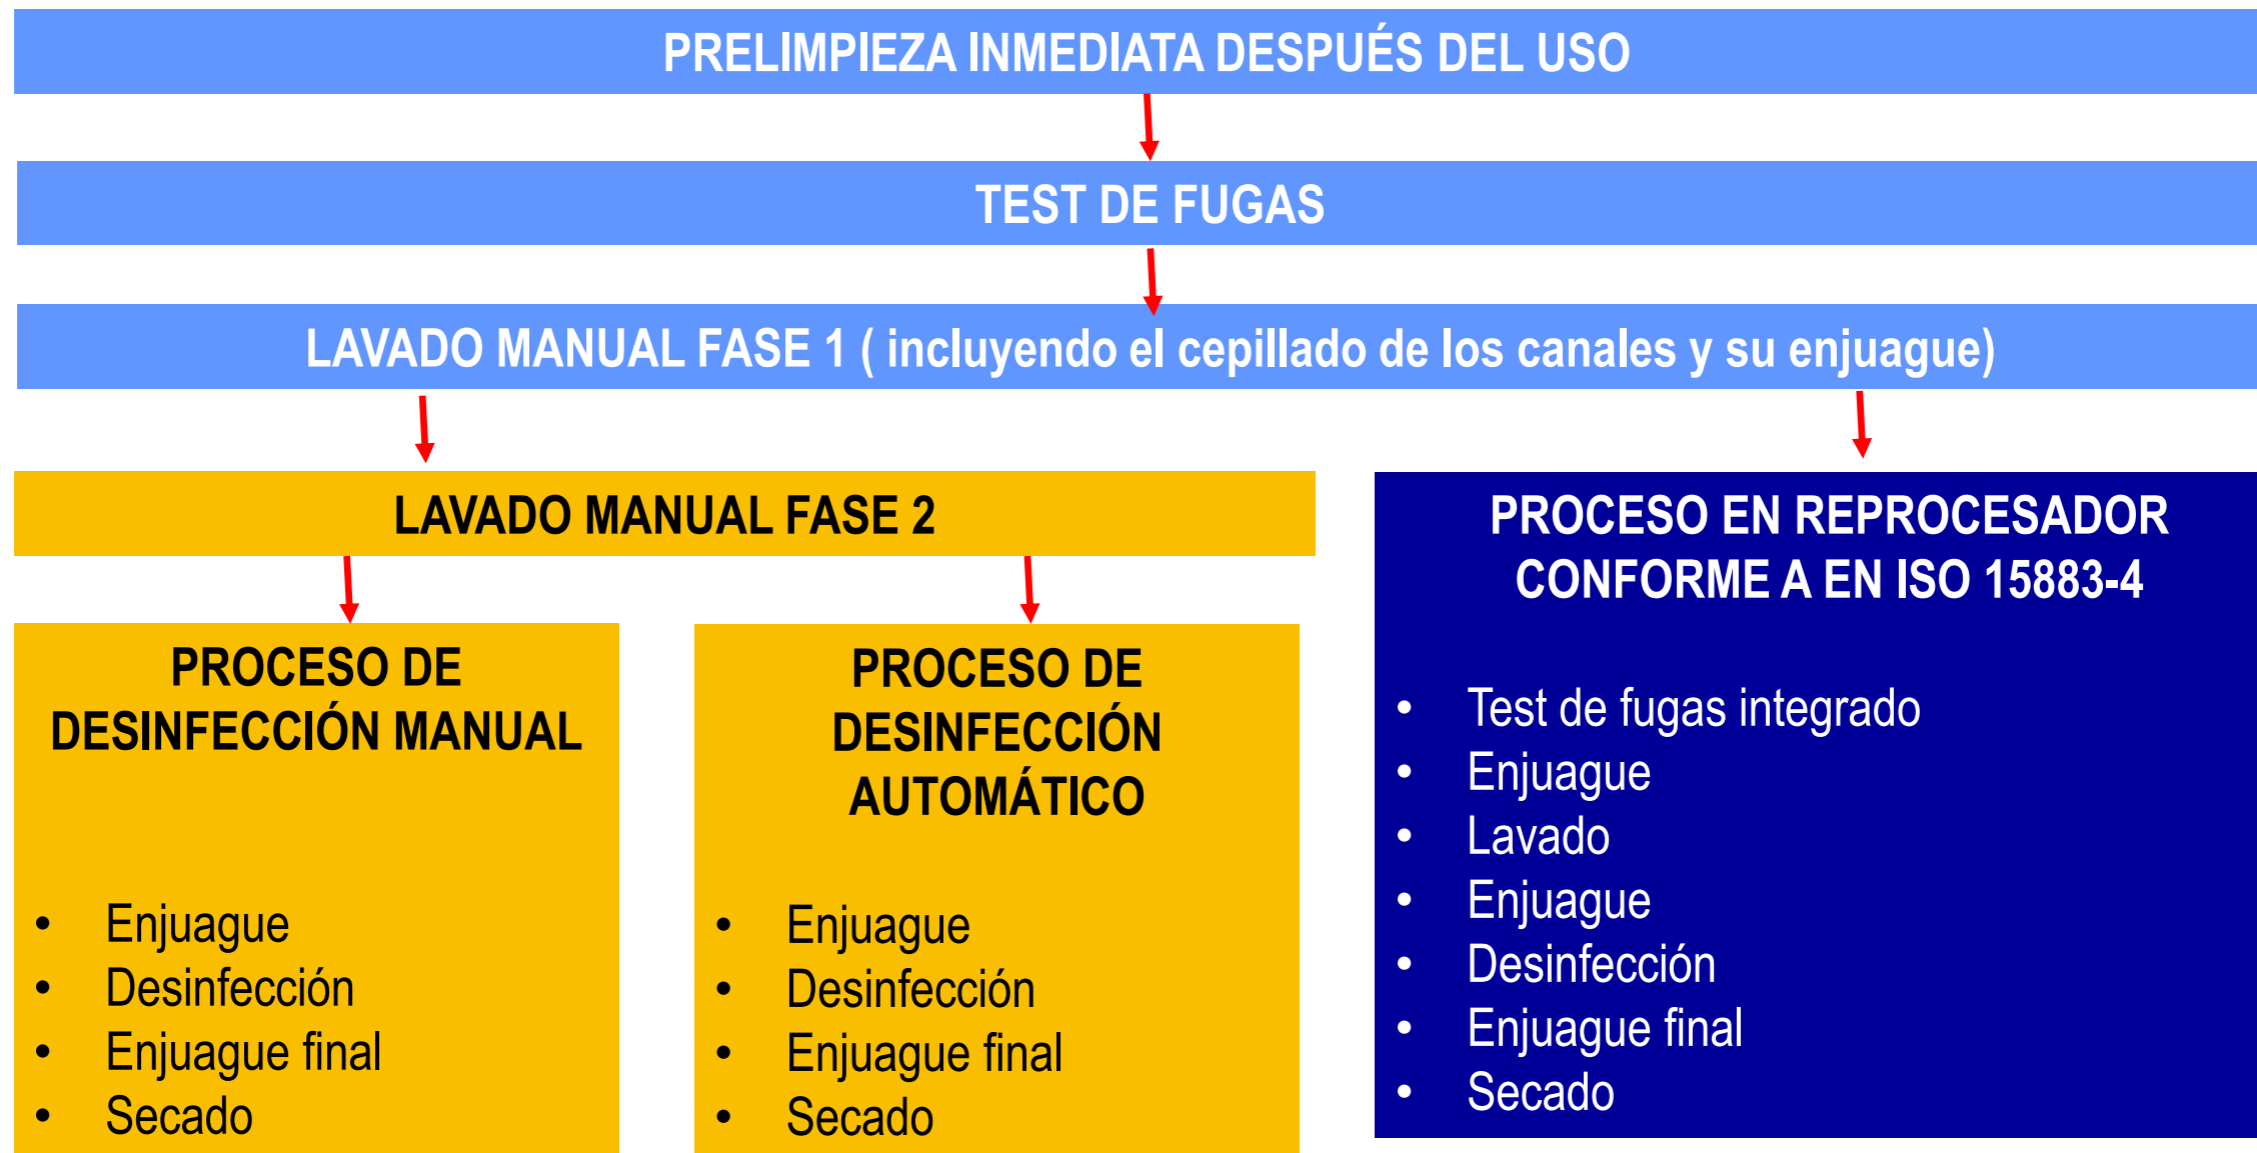 PRELIMPIEZA INMEDIATA DESPUÉS DEL USO
TEST DE FUGAS
LAVADO MANUAL FASE 1 ( incluyendo el cepillado de los canales y su enjuague)
LAVADO MANUAL FASE 2
PROCESO DE
DESINFECCIÓN MANUAL
• Enjuague
• Desinfección
• Enjuague final
• Secado
PROCESO DE
DESINFECCIÓN
AUTOMÁTICO
• Enjuague
• Desinfección
• Enjuague final
• Secado
PROCESO EN REPROCESADOR
CONFORME A EN ISO 15883-4
• Test de fugas integrado
• Enjuague
• Lavado
• Enjuague
• Desinfección
• Enjuague final
• Secado